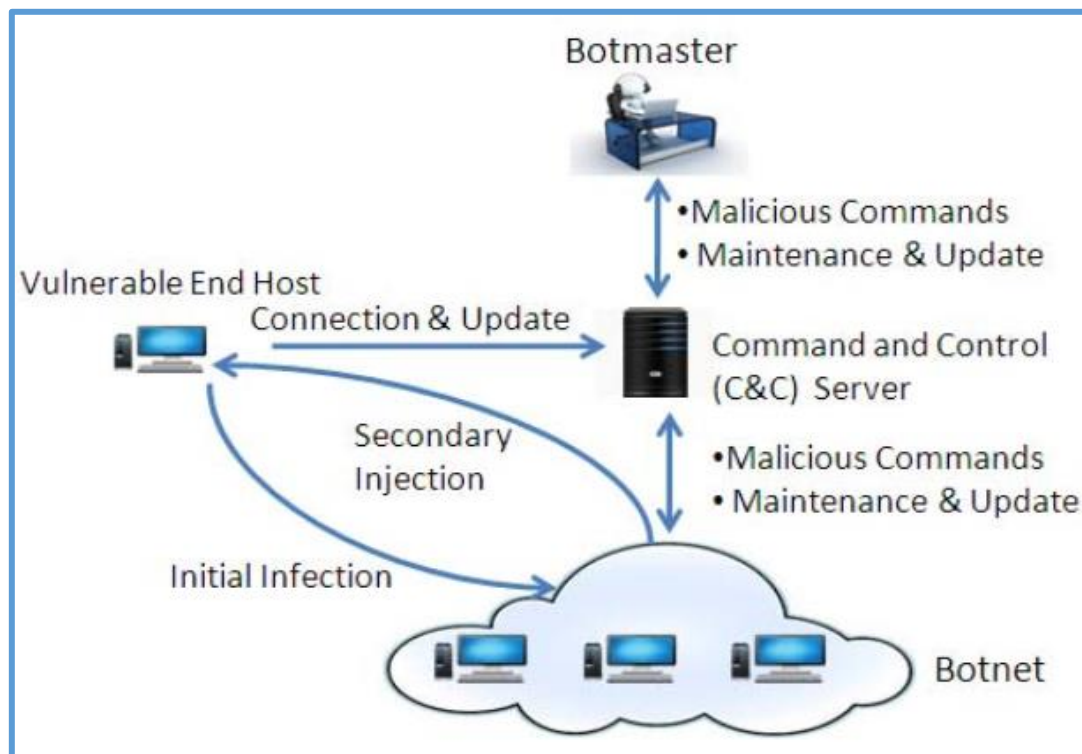 Botmaster
•Malicious Commands
• Maintenance & Update
Vulnerable End Host
Connection & Update
Command and Control
(C&C) Server
Secondary
Injection
•Malicious Commands
• Maintenance & Update
Initial Infection
Botnet